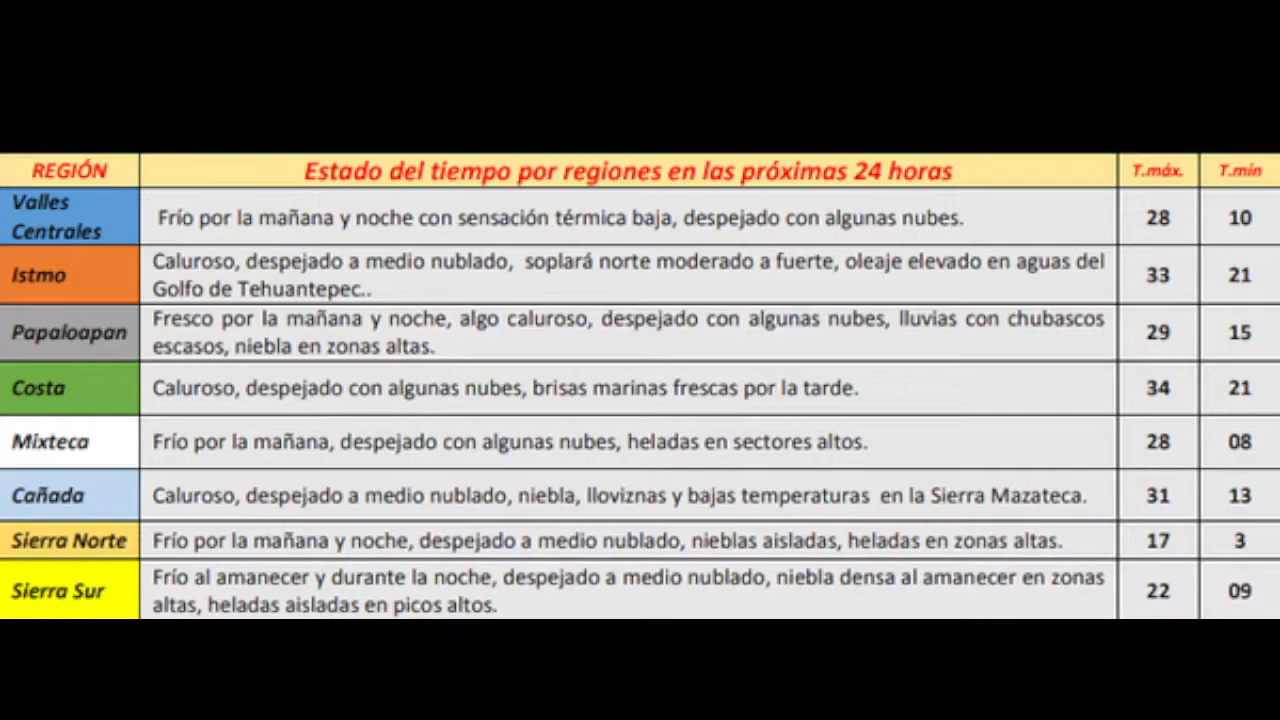 REGIÓN Estado del tiempo por regiones en las próximas 24 horas T.máx. T.mín
Valles
Centrales
Frío por la mañana y noche con sensación térmica baja, despejado con algunas nubes. 28 10
Istmo
Caluroso, despejado a medio nublado, soplará norte moderado a fuerte, oleaje elevado en aguas del
Golfo de Tehuantepec..
33 21
Papaloapan
Fresco por la mañana y noche, algo caluroso, despejado con algunas nubes, lluvias con chubascos
escasos, niebla en zonas altas.
29 15
Costa Caluroso, despejado con algunas nubes, brisas marinas frescas por la tarde. 34 21
Mixteca Frío por la mañana, despejado con algunas nubes, heladas en sectores altos. 28 08
Cañada Caluroso, despejado a medio nublado, niebla, lloviznas y bajas temperaturas en la Sierra Mazateca. 31 13
Sierra Norte Frío por la mañana y noche, despejado a medio nublado, nieblas aisladas, heladas en zonas altas. 17 3
Sierra Sur
Frío al amanecer y durante la noche, despejado a medio nublado, niebla densa al amanecer en zonas
altas, heladas aisladas en picos altos.
22 09